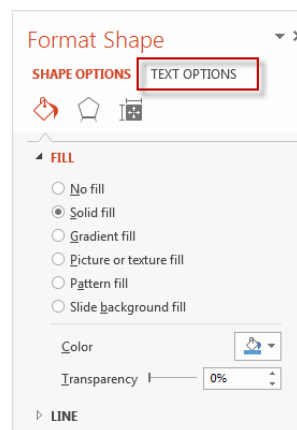 Format Shape
SHAPE OPTIONS TEXT OPTIONS
FILL
No fill
Solid fill
Gradient fill
Picture or texture fill
Pattern fill
Slide background fill
Color
Transparency 0%
LINE